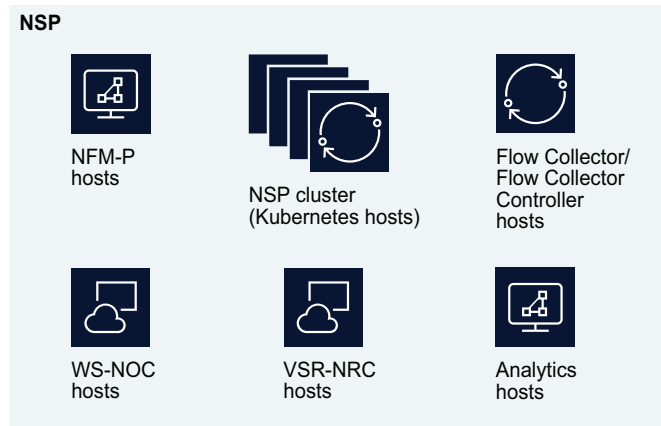 NSP
NFM-P
hosts
NSP cluster
(Kubernetes hosts)
Flow Collector/
Flow Collector
Controller
hosts
WS-NOC
hosts
VSR-NRC
hosts
Analytics
hosts